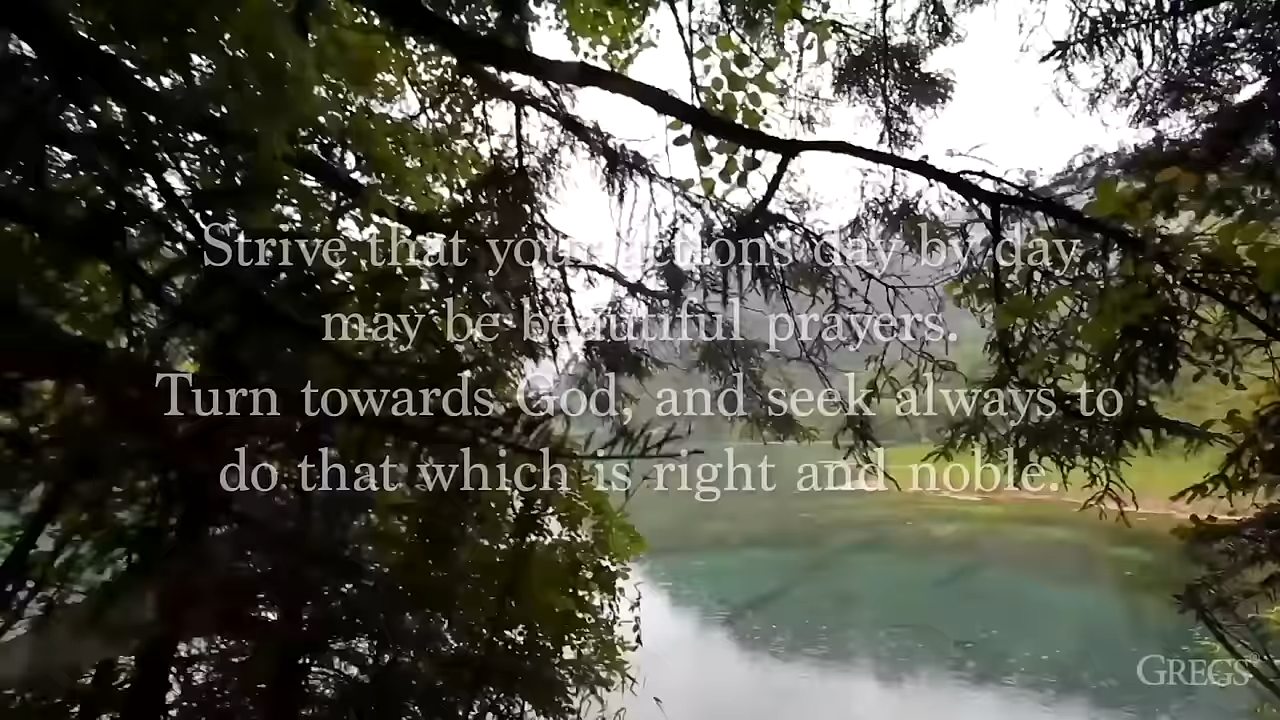 Strive that your actions day by day
may be beautiful prayers.
Turn towards God, and seek always to
do that which is right and noble.
GREGS®